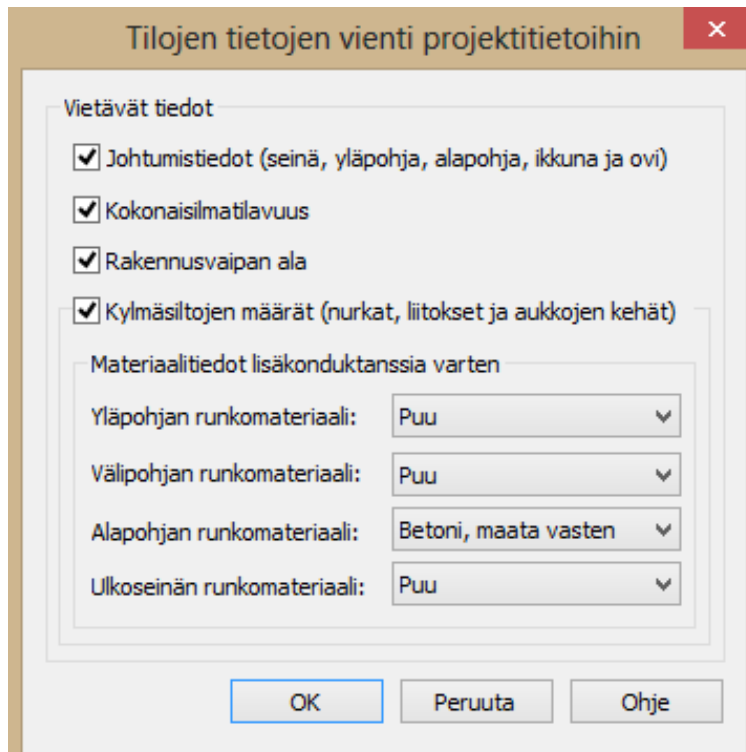 Tilojen tietojen vienti projektitietoihin
Vietävät tiedot
Johtumistiedot (seinä, yläpohja, alapohja, ikkuna ja ovi)
Kokonaisilmatilavuus
Rakennusvaipan ala
Kylmäsiltojen määrät (nurkat, liitokset ja aukkojen kehät)
Materiaalitiedot lisäkonduktanssia varten
Yläpohjan runkomateriaali: Puu
Välipohjan runkomateriaali: Puu
Alapohjan runkomateriaali: Betoni, maata vasten
Ulkoseinän runkomateriaali: Puu
OK Peruuta Ohje